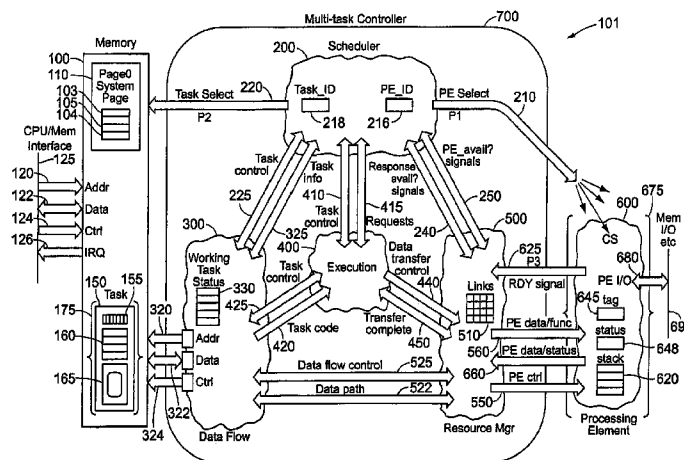 Multi-task Controller
700
101
Memory
100
110
Page0
System
Page
103
105
104
200
Scheduler
Task_ID
218
PE_ID
216
Task Select
220
P2
PE Select
210
P1
CPU/Mem
Interface
125
120
Addr
122
Data
124
Ctrl
126
IRQ
Task
control
225
Task
info
325
410
Task
control
Response
avail?
signals
415
Requests
PE_avail?
signals
250
240
300
Working
Task Status
330
400
Execution
Task
control
425
Task code
420
Data
transfer
control
440
Transfer
complete
450
500
Links
510
625
P3
RDY signal
600
675
CS
Mem
I/O
etc
680
PE I/O
645
tag
status
648
stack
620
155
150
Task
175
160
165
320
Addr
Data
322
Ctrl
324
PE data/func
560
PE data/status
660
PE ctrl
550
Data flow control
525
Data path
522
Data Flow
Resource Mgr
Processing
Element